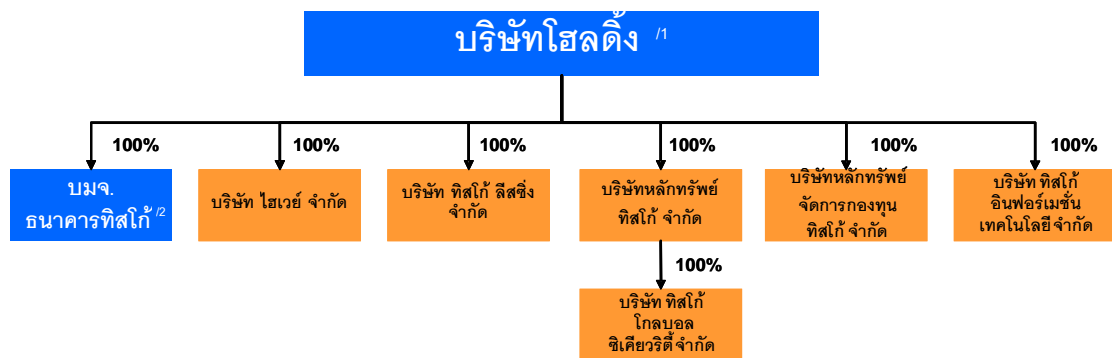 บริษัทโฮลดิ้ง /1
100% 100% 100% 100% 100% 100%
บมจ.
ธนาคารทิสโก้ /2
บริษัท ไฮเวย์ จำกัด
บริษัท ทิสโก้ ลีสซิ่ง
จำกัด
บริษัทหลักทรัพย์
ทิสโก้ จำกัด
บริษัทหลักทรัพย์
จัดการกองทุน
ทิสโก้ จำกัด
บริษัท ทิสโก้
อินฟอร์เมชั่น
เทคโนโลยี จำกัด
100%
บริษัท ทิสโก้
โกลบอล
ซิเคียวริตี้ จำกัด